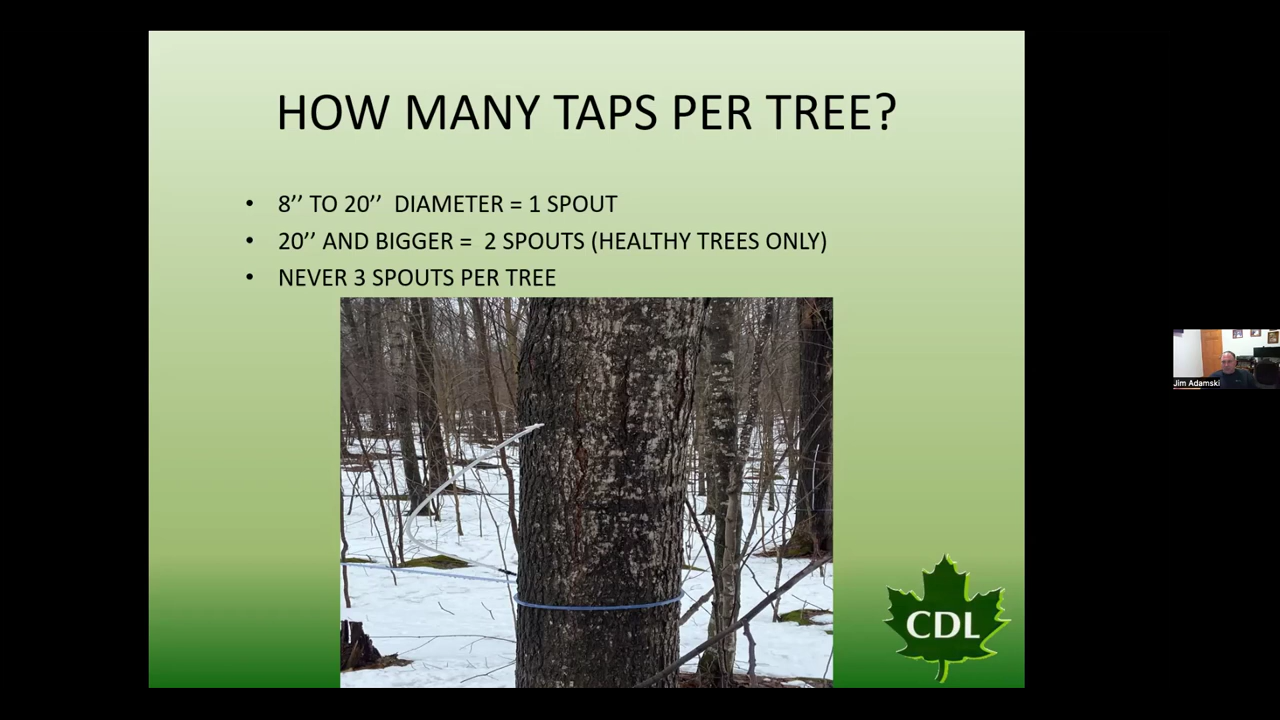 HOW MANY TAPS PER TREE?
• 8’’ TO 20’’ DIAMETER = 1 SPOUT
• 20’’ AND BIGGER = 2 SPOUTS (HEALTHY TREES ONLY)
• NEVER 3 SPOUTS PER TREE
Jim Adamski
CDL